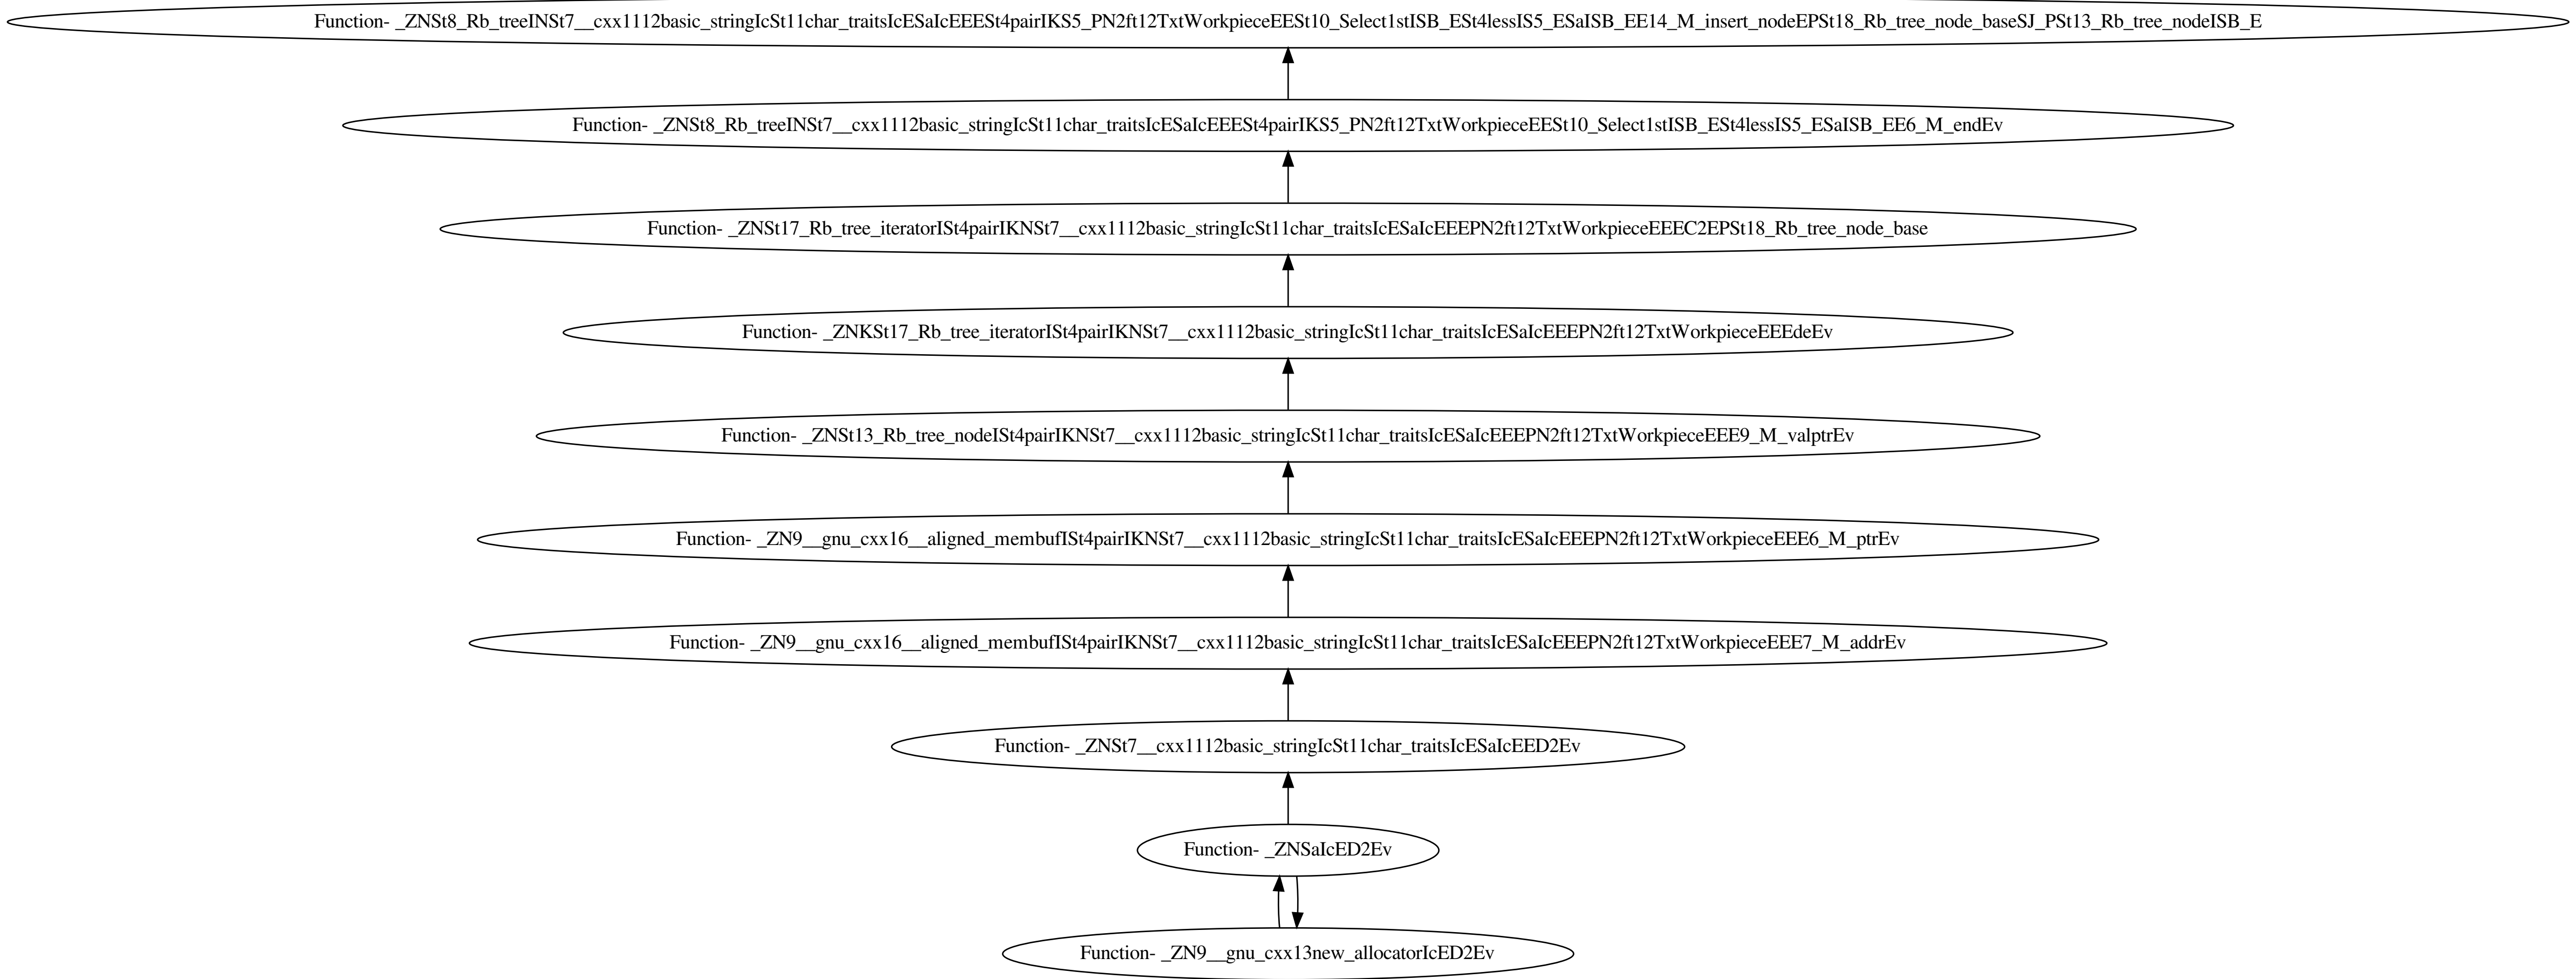 Function- _ZNSt8_Rb_treeINSt7__cxx1112basic_stringIcSt11char_traitsIcESaIcEEESt4pairIKS5_PN2ft12TxtWorkpieceEESt10_Select1stISB_ESt4lessIS5_ESaISB_EE14_M_insert_nodeEPSt18_Rb_tree_node_baseSJ_PSt13_Rb_tree_nodeISB_E
Function- _ZNSt8_Rb_treeINSt7__cxx1112basic_stringIcSt11char_traitsIcESaIcEEESt4pairIKS5_PN2ft12TxtWorkpieceEESt10_Select1stISB_ESt4lessIS5_ESaISB_EE6_M_endEv
Function- _ZNSt17_Rb_tree_iteratorISt4pairIKNSt7__cxx1112basic_stringIcSt11char_traitsIcESaIcEEEPN2ft12TxtWorkpieceEEEC2EPSt18_Rb_tree_node_base
Function- _ZNKSt17_Rb_tree_iteratorISt4pairIKNSt7__cxx1112basic_stringIcSt11char_traitsIcESaIcEEEPN2ft12TxtWorkpieceEEEdeEv
Function- _ZNSt13_Rb_tree_nodeISt4pairIKNSt7__cxx1112basic_stringIcSt11char_traitsIcESaIcEEEPN2ft12TxtWorkpieceEEE9_M_valptrEv
Function- _ZN9__gnu_cxx16__aligned_membufISt4pairIKNSt7__cxx1112basic_stringIcSt11char_traitsIcESaIcEEEPN2ft12TxtWorkpieceEEE6_M_ptrEv
Function- _ZN9__gnu_cxx16__aligned_membufISt4pairIKNSt7__cxx1112basic_stringIcSt11char_traitsIcESaIcEEEPN2ft12TxtWorkpieceEEE7_M_addrEv
Function- _ZNSt7__cxx1112basic_stringIcSt11char_traitsIcESaIcEED2Ev
Function- _ZNSaIcED2Ev
Function- _ZN9__gnu_cxx13new_allocatorIcED2Ev